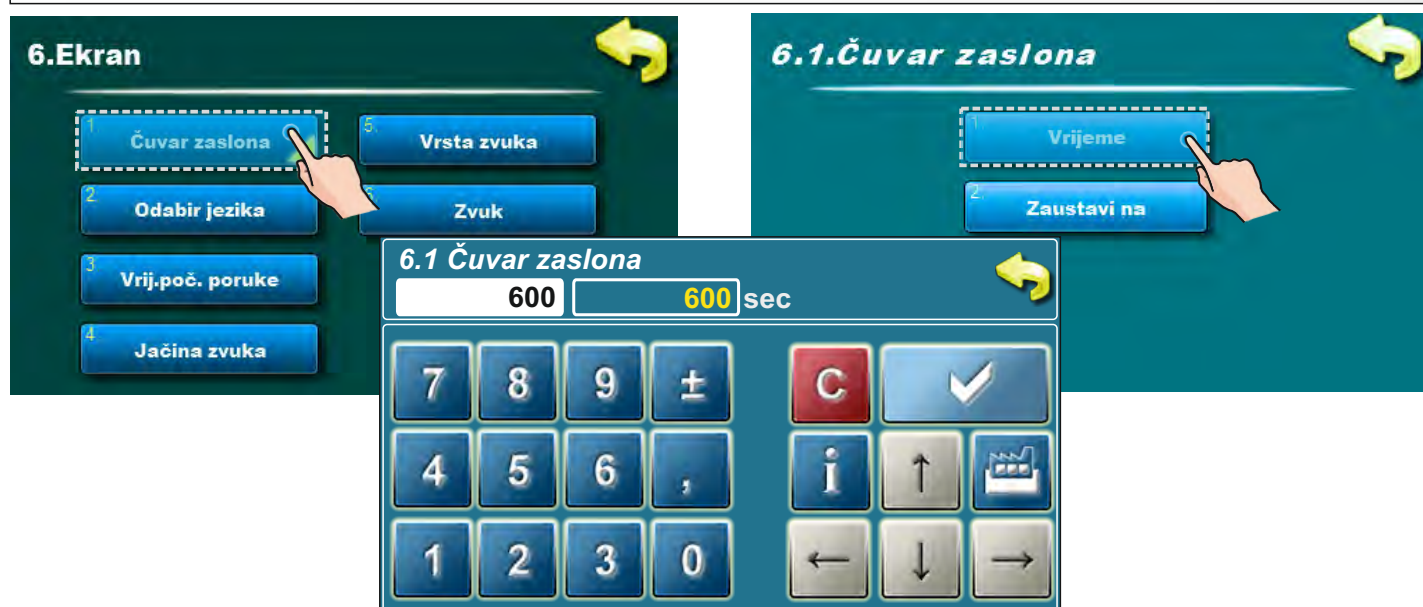 6.Ekran
1. Čuvar zaslona
2. Odabir jezika
3 Vrij.poč. poruke
4 Jačina zvuka
5. Vrsta zvuka
6. Zvuk
6.1.Čuvar zaslona
1 Vrijeme
2. Zaustavi na
6.1 Čuvar zaslona
600 600 sec
7 8 9 ± C
4 5 6 , i ↑
1 2 3 0 ← ↓ →